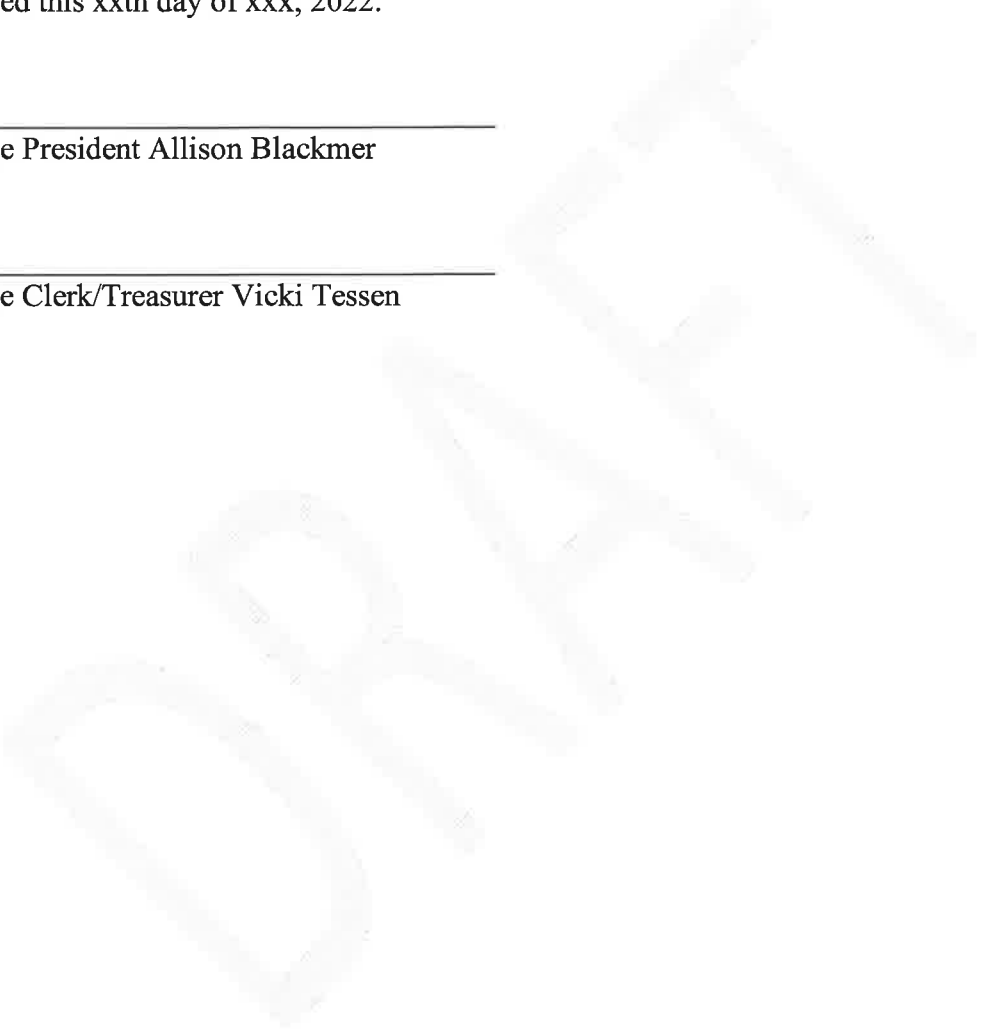 ed this xxth day of xxx, 2022.
e President Allison Blackmer
e Clerk/Treasurer Vicki Tessen
DRAFT